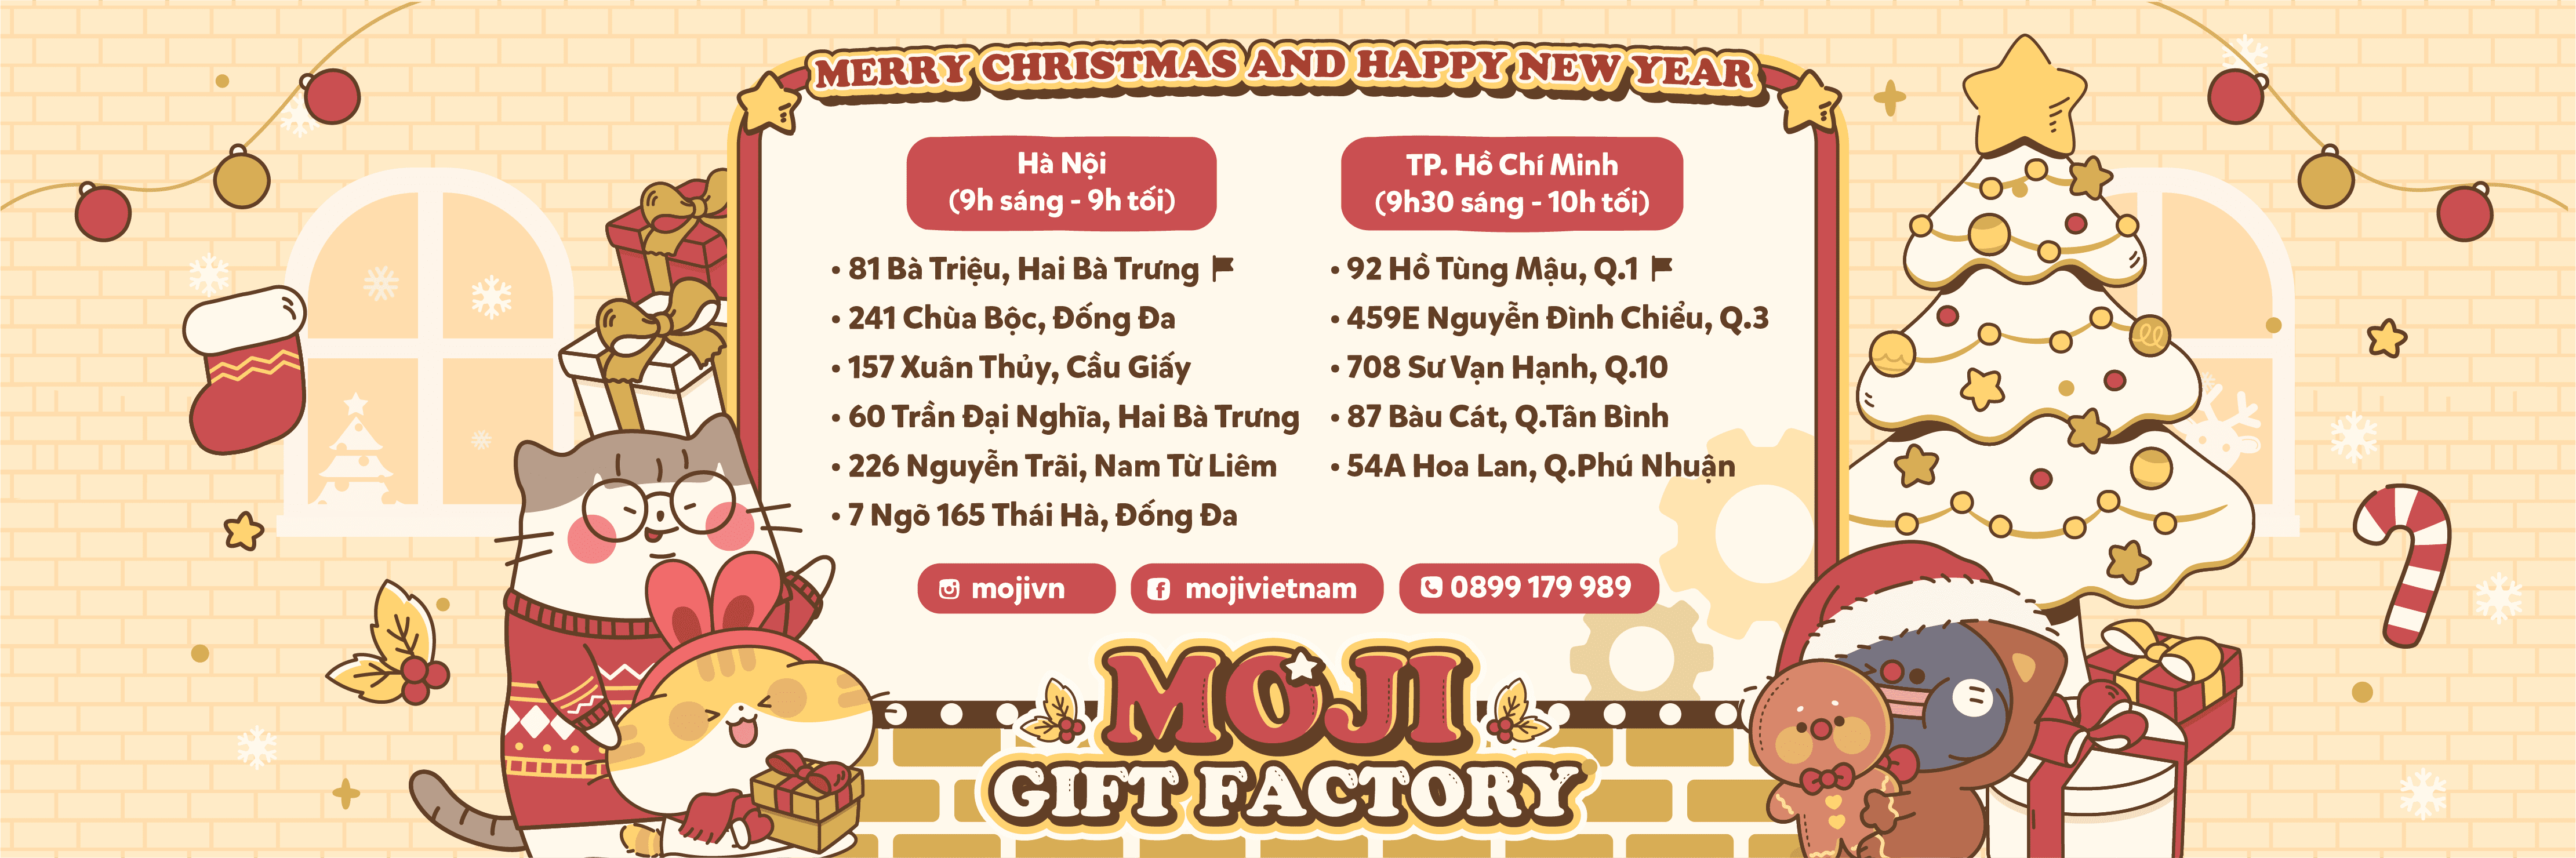 MERRY CHRISTMAS AND HAPPY NEW YEAR
Hà Nội
(9h sáng - 9h tối)
• 81 Bà Triệu, Hai Bà Trưng
• 241 Chùa Bộc, Đống Đa
• 157 Xuân Thủy, Cầu Giấy
• 60 Trần Đại Nghĩa, Hai Bà Trưng
• 226 Nguyễn Trãi, Nam Từ Liêm
• 7 Ngõ 165 Thái Hà, Đống Đa
TP. Hồ Chí Minh
(9h30 sáng - 10h tối)
• 92 Hồ Tùng Mậu, Q.1
• 459E Nguyễn Đình Chiểu, Q.3
• 708 Sư Vạn Hạnh, Q.10
• 87 Bàu Cát, Q.Tân Bình
• 54A Hoa Lan, Q.Phú Nhuận
mojivn
mojivietnam
0899 179 989
MOJI
GIFT FACTORY